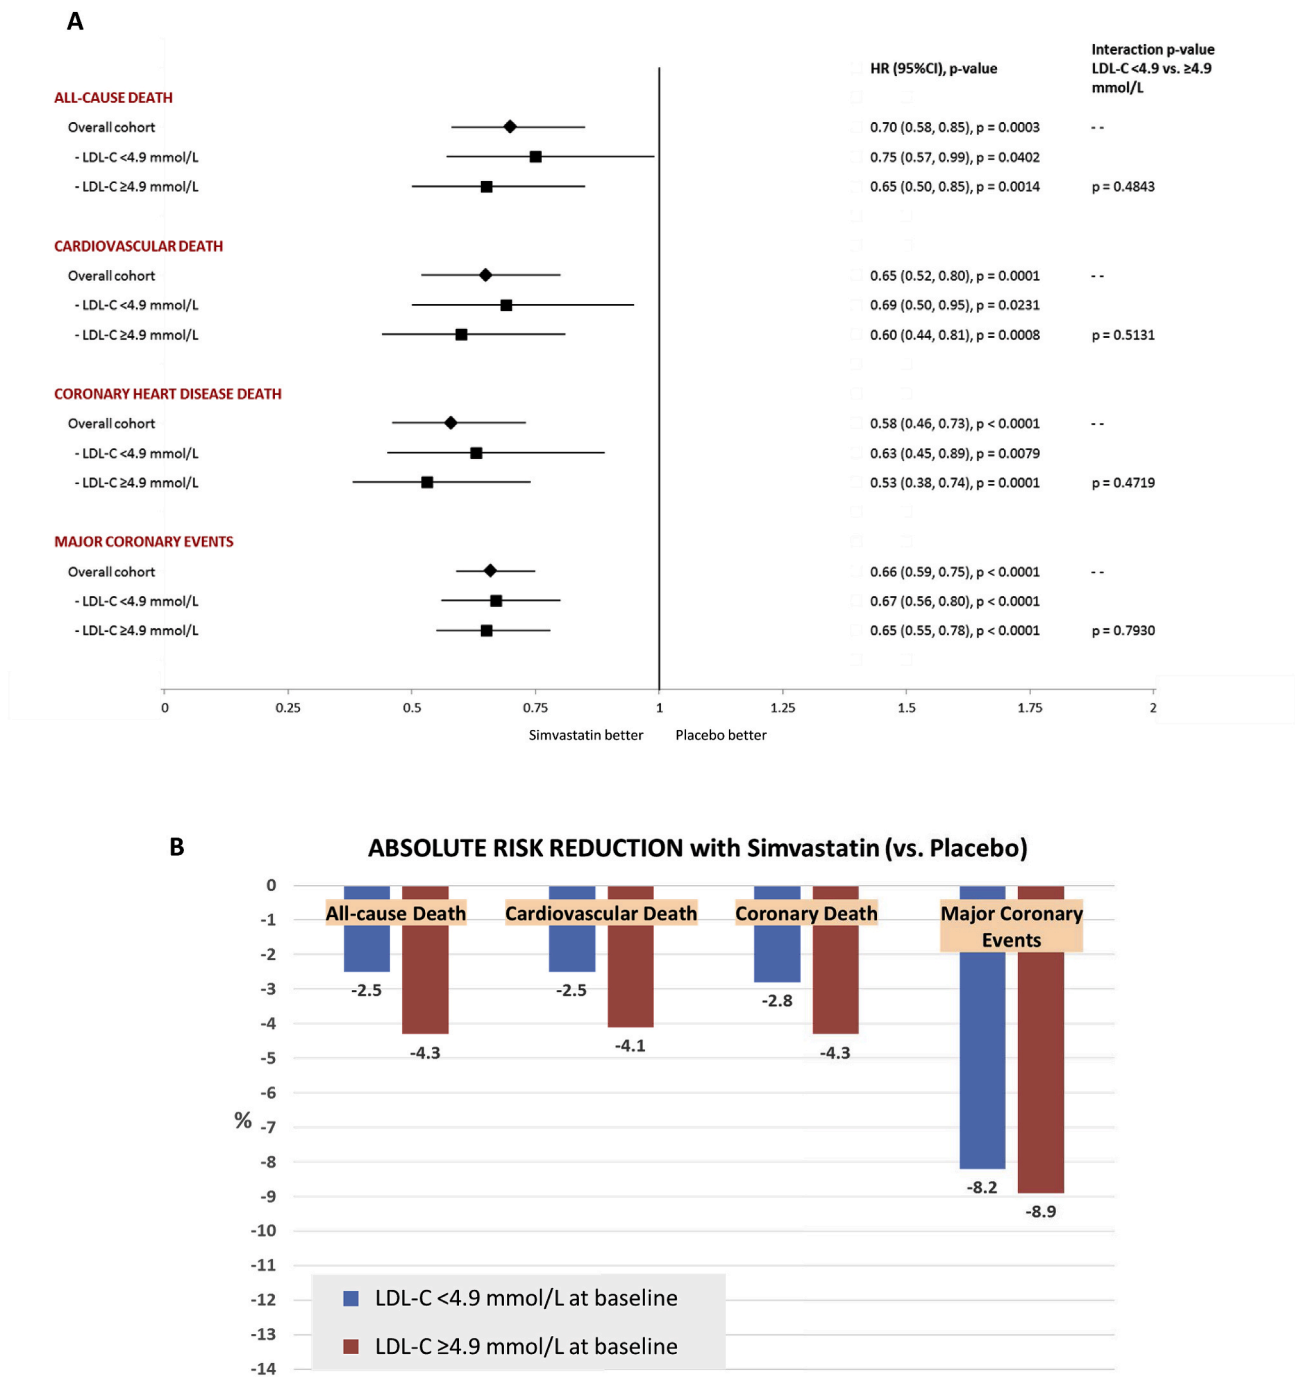 A
HR (95%CI), p-value
Interaction p-value
LDL-C <4.9 vs. ≥4.9
mmol/L
ALL-CAUSE DEATH
Overall cohort 0.70 (0.58, 0.85), p = 0.0003 - -
- LDL-C <4.9 mmol/L 0.75 (0.57, 0.99), p = 0.0402
- LDL-C ≥4.9 mmol/L 0.65 (0.50, 0.85), p = 0.0014 p = 0.4843
CARDIOVASCULAR DEATH
Overall cohort 0.65 (0.52, 0.80), p = 0.0001 - -
- LDL-C <4.9 mmol/L 0.69 (0.50, 0.95), p = 0.0231
- LDL-C ≥4.9 mmol/L 0.60 (0.44, 0.81), p = 0.0008 p = 0.5131
CORONARY HEART DISEASE DEATH
Overall cohort 0.58 (0.46, 0.73), p < 0.0001 - -
- LDL-C <4.9 mmol/L 0.63 (0.45, 0.89), p = 0.0079
- LDL-C ≥4.9 mmol/L 0.53 (0.38, 0.74), p = 0.0001 p = 0.4719
MAJOR CORONARY EVENTS
Overall cohort 0.66 (0.59, 0.75), p < 0.0001 - -
- LDL-C <4.9 mmol/L 0.67 (0.56, 0.80), p < 0.0001
- LDL-C ≥4.9 mmol/L 0.65 (0.55, 0.78), p < 0.0001 p = 0.7930
0 0.25 0.5 0.75 1 1.25 1.5 1.75 2
Simvastatin better Placebo better
B
ABSOLUTE RISK REDUCTION with Simvastatin (vs. Placebo)
0
-1
-2
-3
-4
-5
-6
%
-7
-8
-9
-10
-11
-12
-13
-14
All-cause Death
Cardiovascular Death
Coronary Death
Major Coronary
Events
-2.5
-4.3
-2.5
-4.1
-2.8
-4.3
-8.2
-8.9
LDL-C <4.9 mmol/L at baseline
LDL-C ≥4.9 mmol/L at baseline